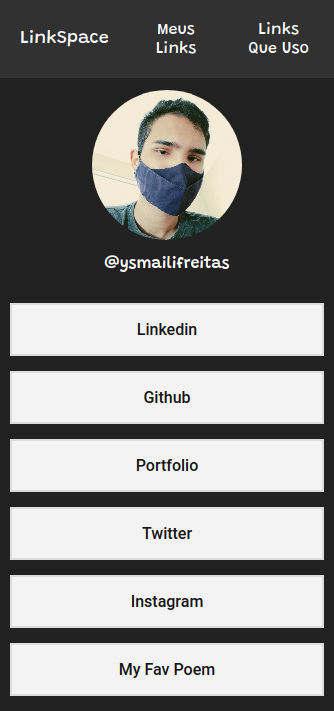 LinkSpace
Meus
Links
Links
Que Uso
@ysmailifreitas
Linkedin
Github
Portfolio
Twitter
Instagram
My Fav Poem